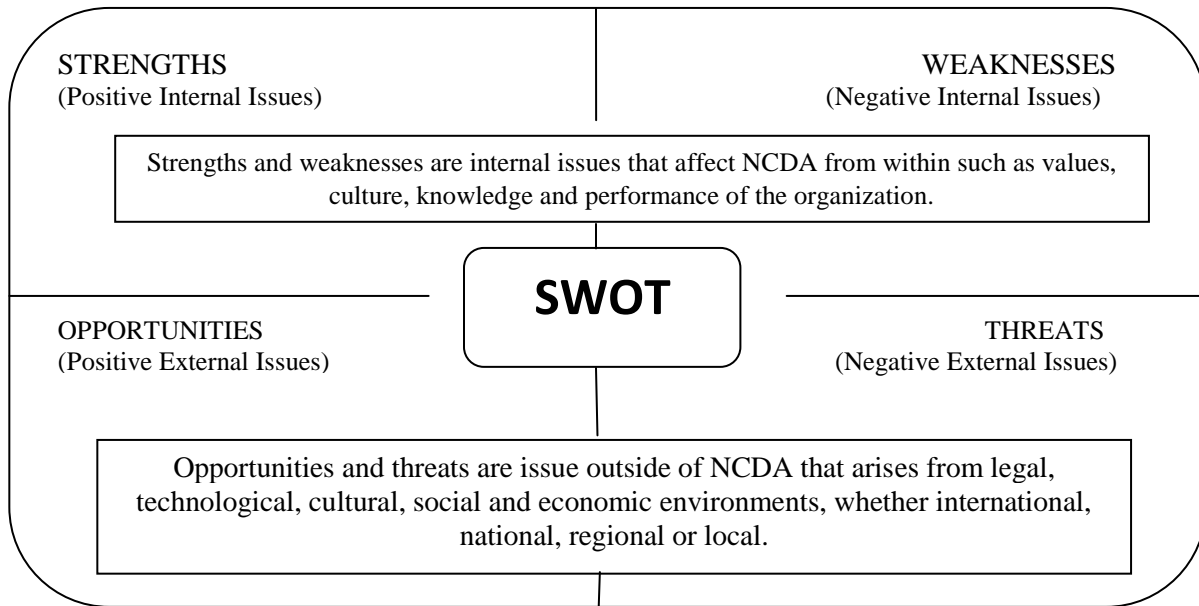 STRENGTHS
(Positive Internal Issues)
WEAKNESSES
(Negative Internal Issues)
Strengths and weaknesses are internal issues that affect NCDA from within such as values,
culture, knowledge and performance of the organization.
SWOT
OPPORTUNITIES
(Positive External Issues)
THREATS
(Negative External Issues)
Opportunities and threats are issue outside of NCDA that arises from legal,
technological, cultural, social and economic environments, whether international,
national, regional or local.